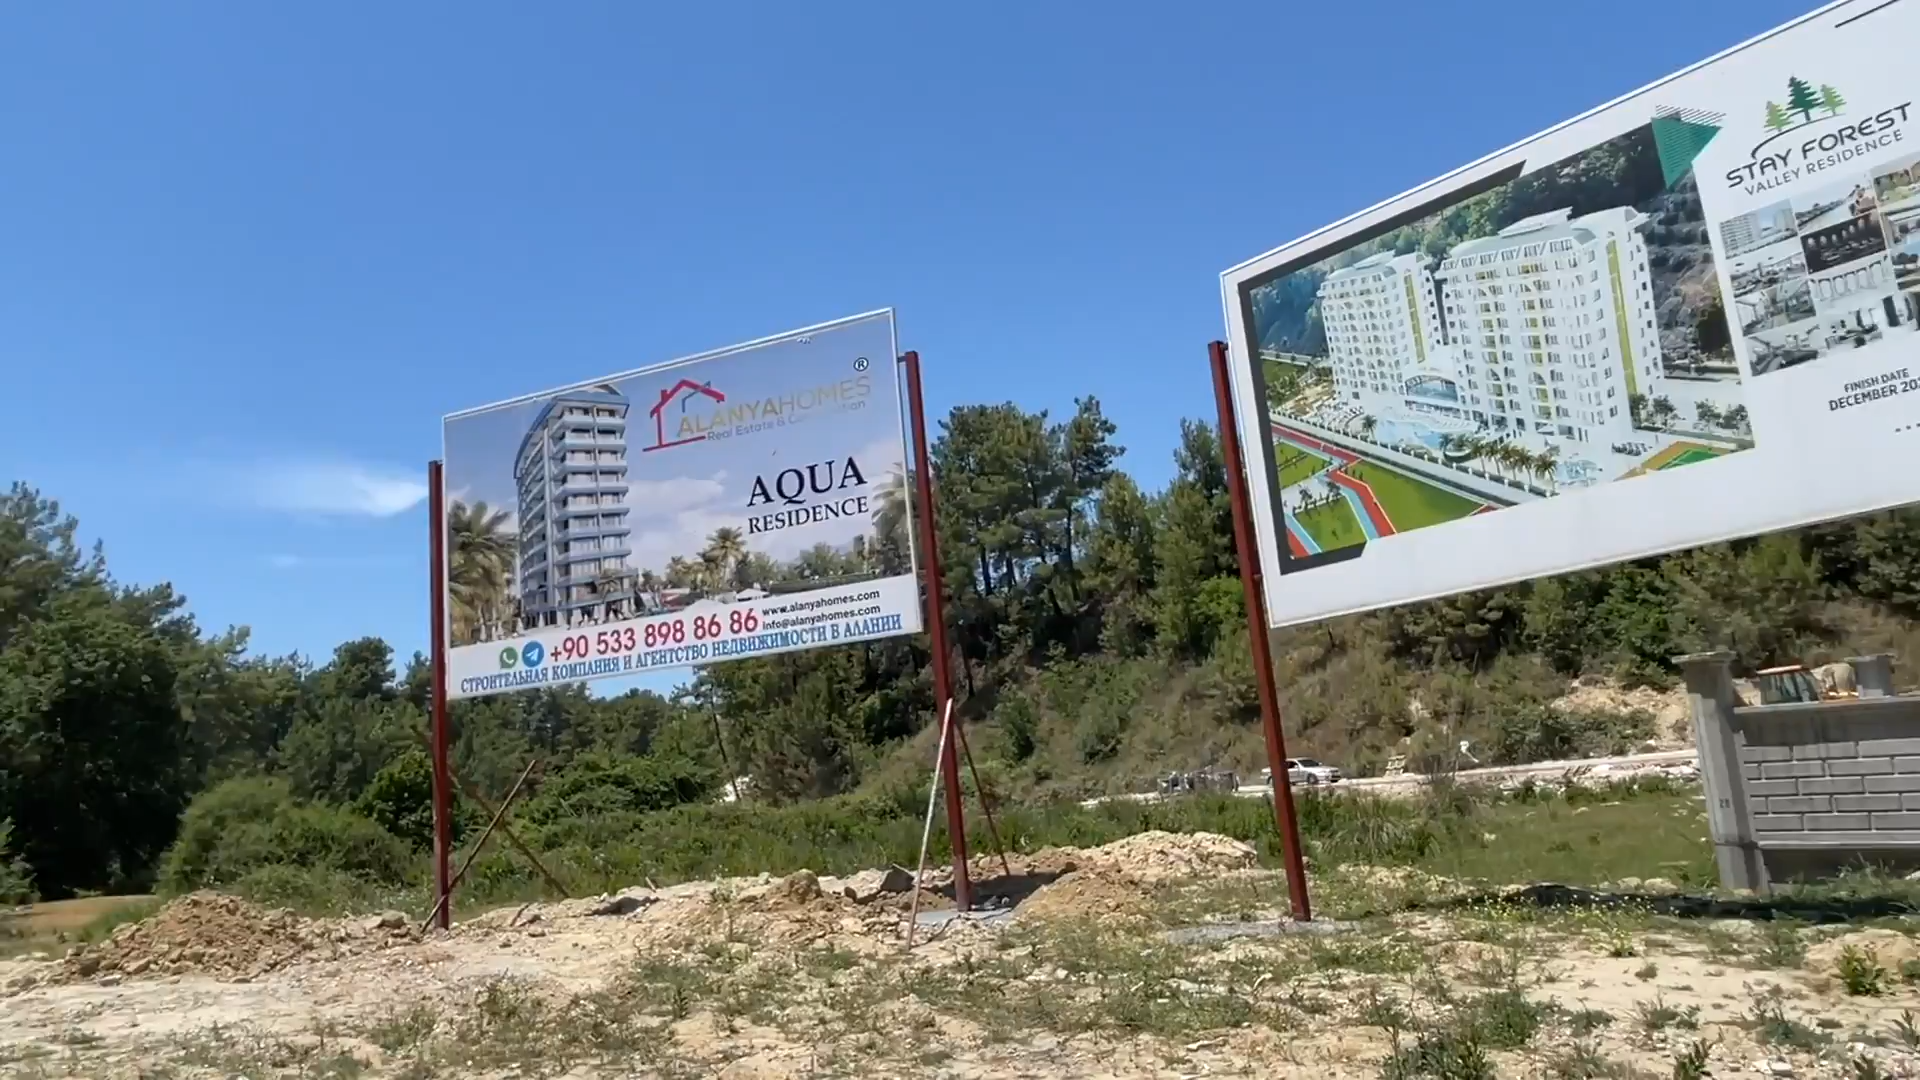 ALANYAHOMES ®
Real Estate & Construction
AQUA
RESIDENCE
+90 533 898 86 86
www.alanyahomes.com
Info@alanyahomes.com
СТРОИТЕЛЬНАЯ КОМПАНИЯ И АГЕНТСТВО НЕДВИЖИМОСТИ В АЛАНИИ
STAY FOREST
VALLEY RESIDENCE
FINISH DATE
DECEMBER